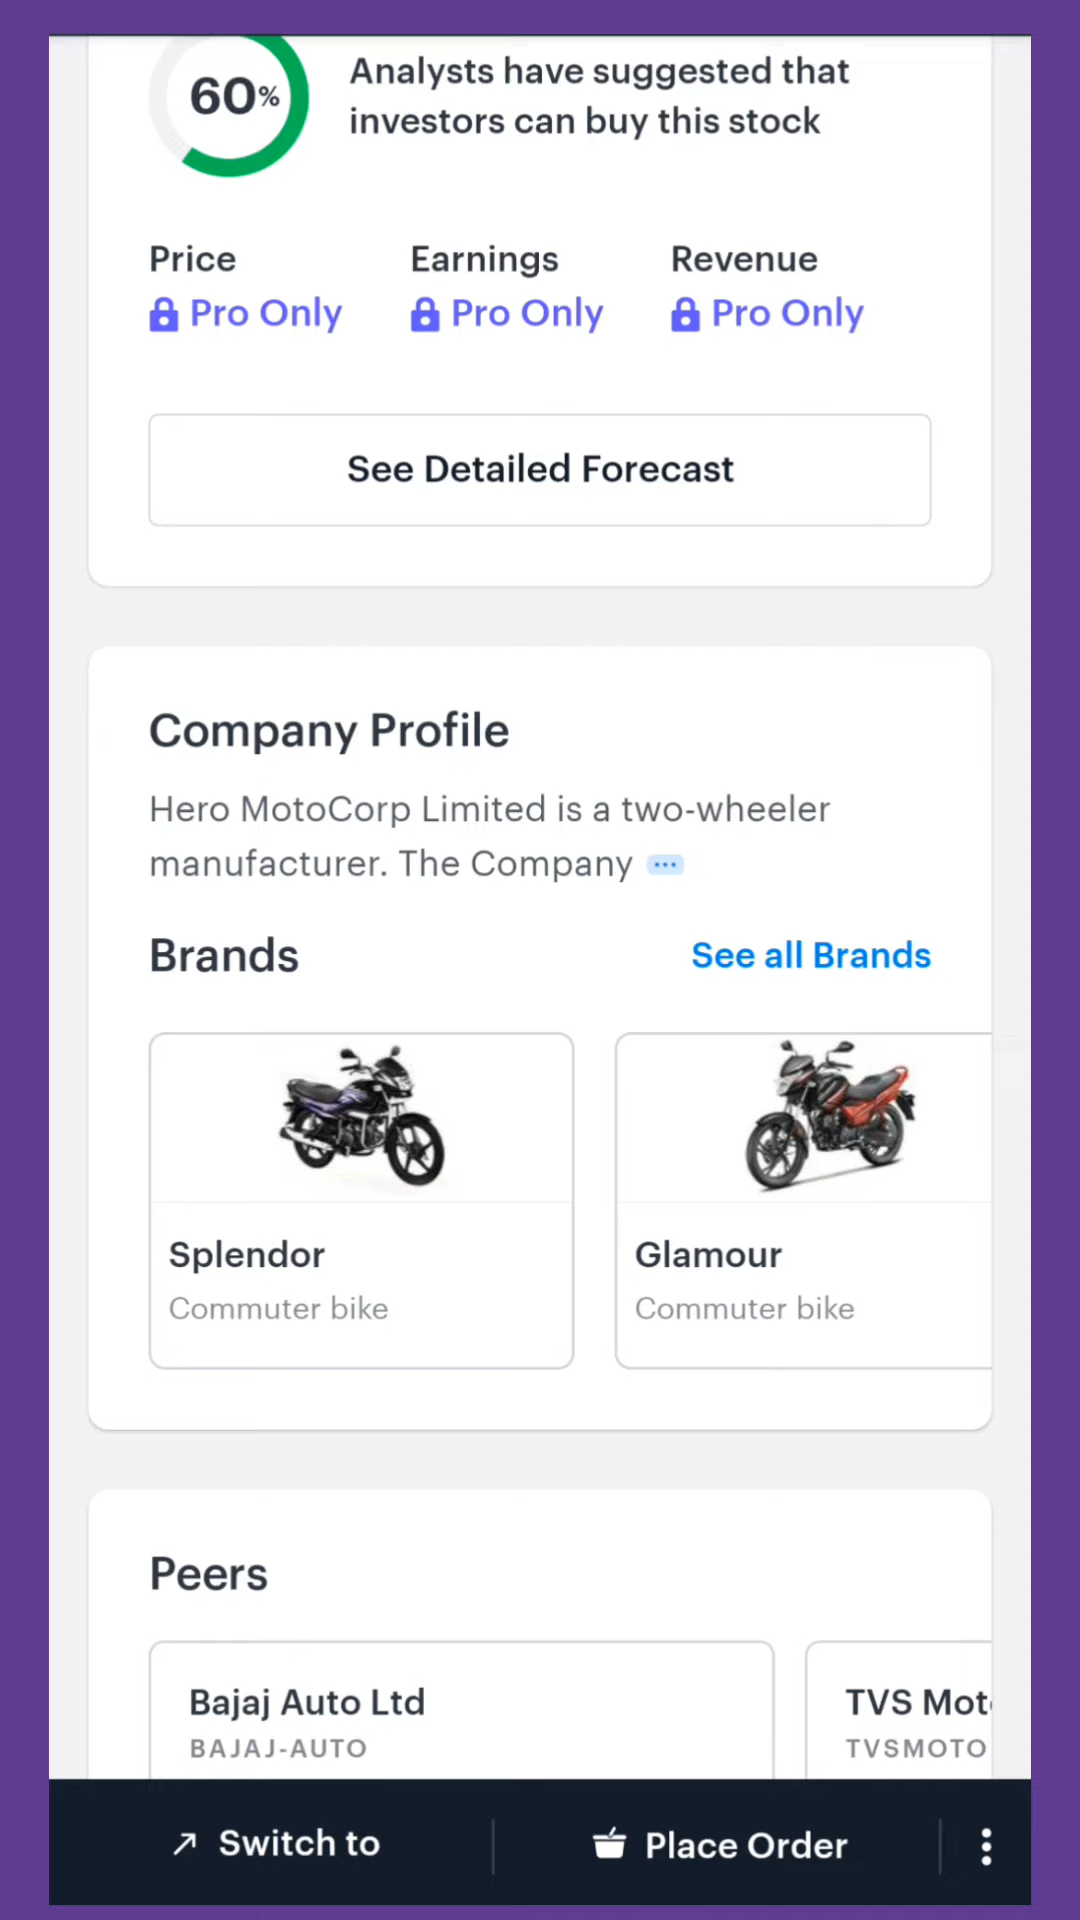 60%
Analysts have suggested that
investors can buy this stock
Price
Earnings
Revenue
Pro Only
Pro Only
Pro Only
See Detailed Forecast
Company Profile
Hero MotoCorp Limited is a two-wheeler
manufacturer. The Company ...
Brands
See all Brands
Splendor
Commuter bike
Glamour
Commuter bike
Peers
Bajaj Auto Ltd
BAJAJ-AUTO
TVS Mot
TVSMOTO
Switch to
Place Order